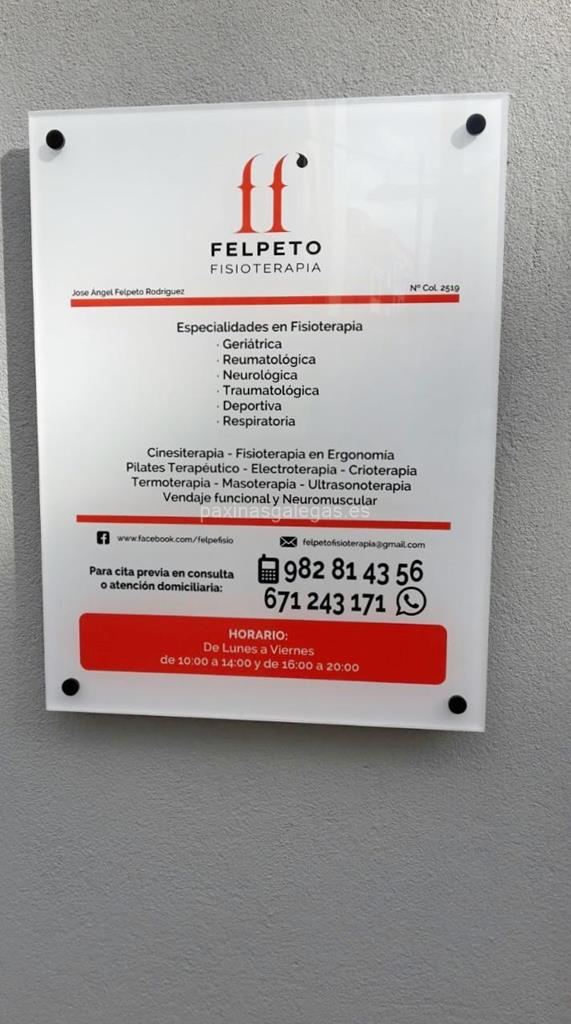 ff
FELPETO
FISIOTERAPIA
Jose Ángel Felpeto Rodríguez
Nº Col. 2519
Especialidades en Fisioterapia
· Geriátrica
· Reumatológica
· Neurológica
· Traumatológica
· Deportiva
· Respiratoria
Cinesiterapia - Fisioterapia en Ergonomía
Pilates Terapéutico - Electroterapia - Crioterapia
Termoterapia - Masoterapia - Ultrasonoterapia
Vendaje funcional y Neuromuscular
paxinasgalegas.es
www.facebook.com/felpefisio
felpetofisioterapia@gmail.com
Para cita previa en consulta
o atención domiciliaria:
982 81 43 56
671 243 171
HORARIO:
De Lunes a Viernes
de 10:00 a 14:00 y de 16:00 a 20:00